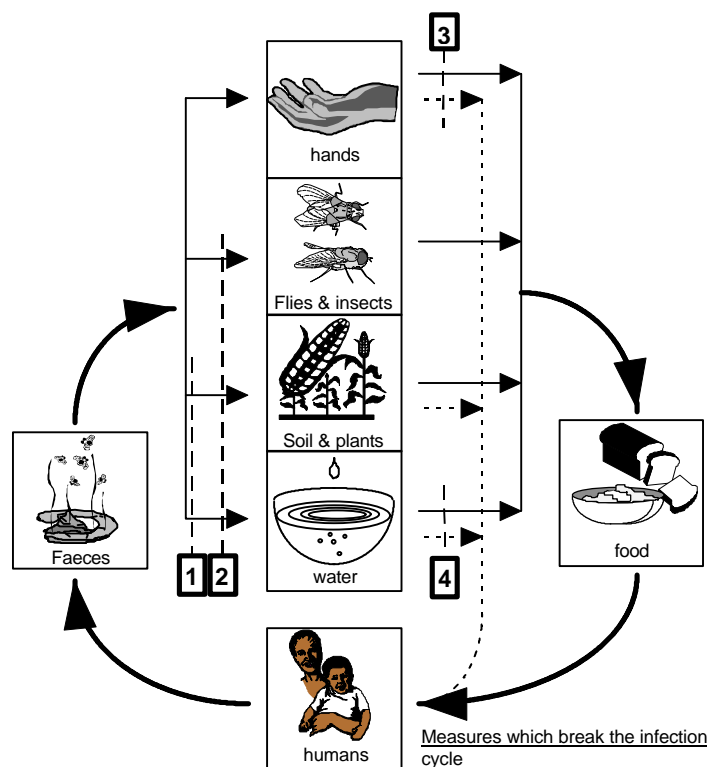 3
hands
Flies & insects
Soil & plants
Faeces
food
1 2
water
4
humans
Measures which break the infection
cycle